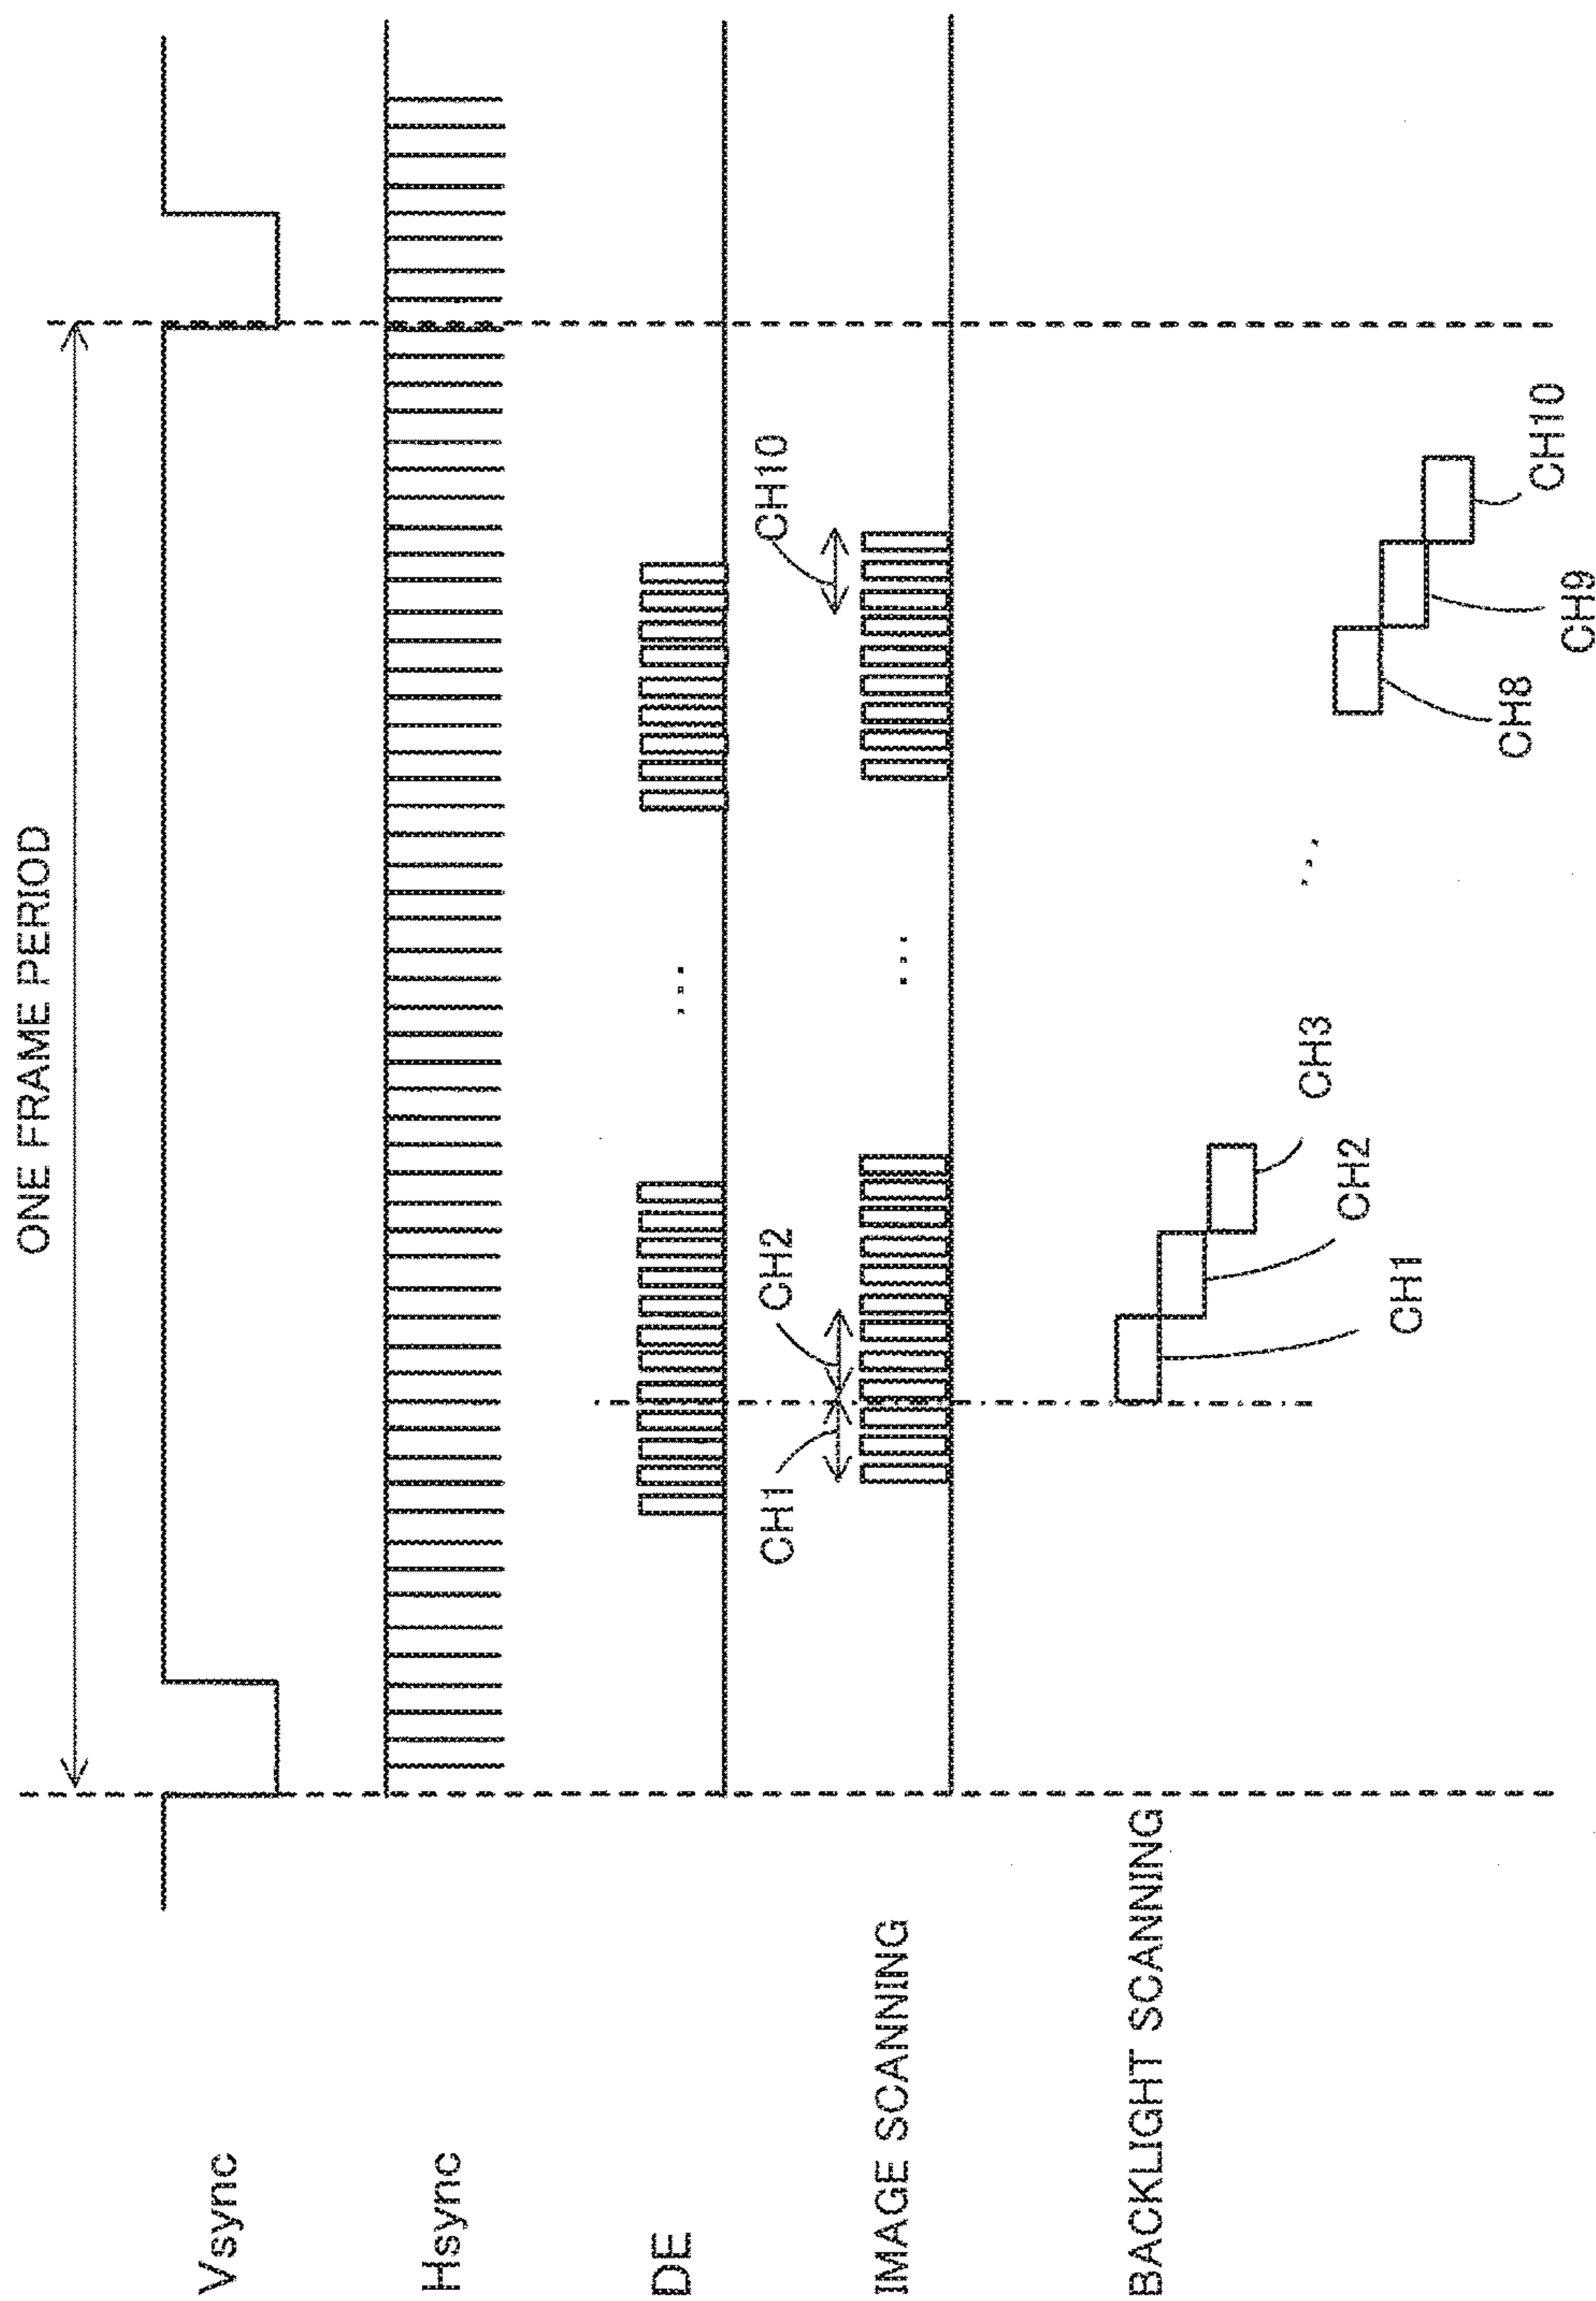 ONE FRAME PERIOD
Vsync
Hsync
DE
CH1
CH2
CH10
IMAGE SCANNING
...
BACKLIGHT SCANNING
CH1
CH2
CH3
...
CH8
CH9
CH10